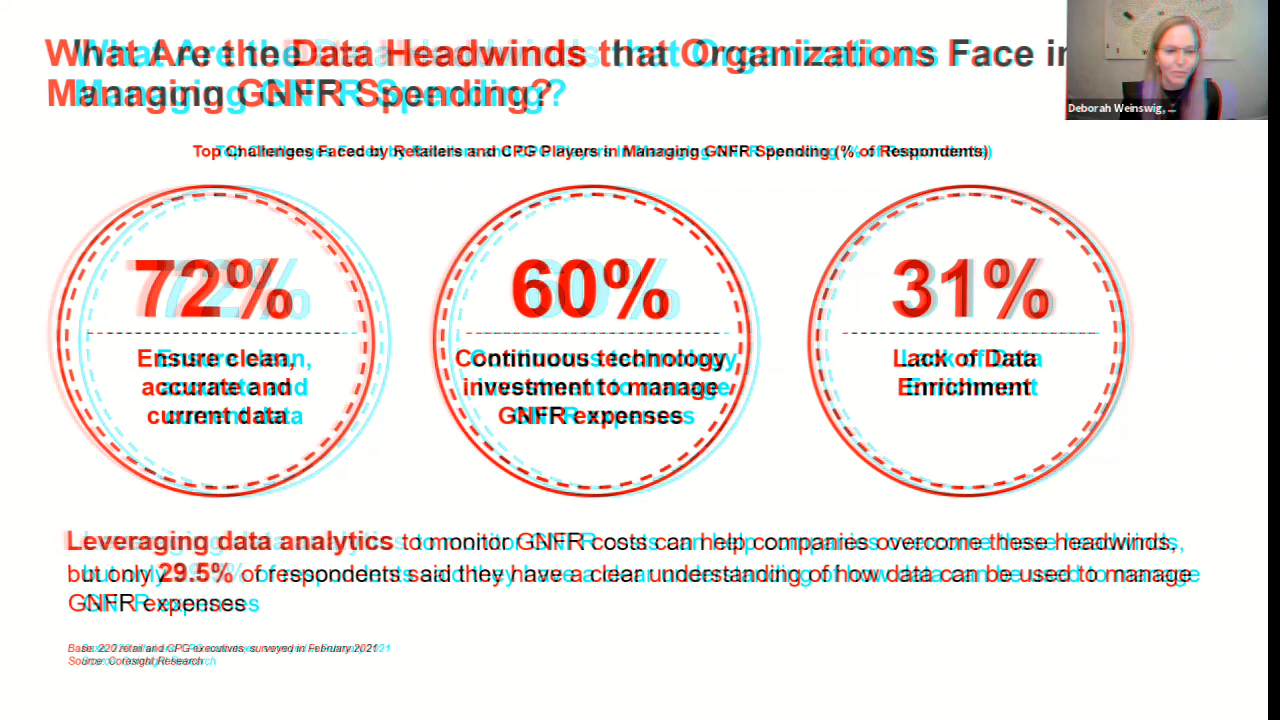 What Are the Data Headwinds that Organizations Face in
Managing GNFR Spending?
Deborah Weinswig, ...
Top Challenges Faced by Retailers and CPG Players in Managing GNFR Spending (% of Respondents)
72%
Ensure clean,
accurate and
current data
60%
Continuous technology
investment to manage
GNFR expenses
31%
Lack of Data
Enrichment
Leveraging data analytics to monitor GNFR costs can help companies overcome these headwinds,
but only 29.5% of respondents said they have a clear understanding of how data can be used to manage
GNFR expenses
Base: 220 retail and CPG executives, surveyed in February 2021
Source: Coresight Research